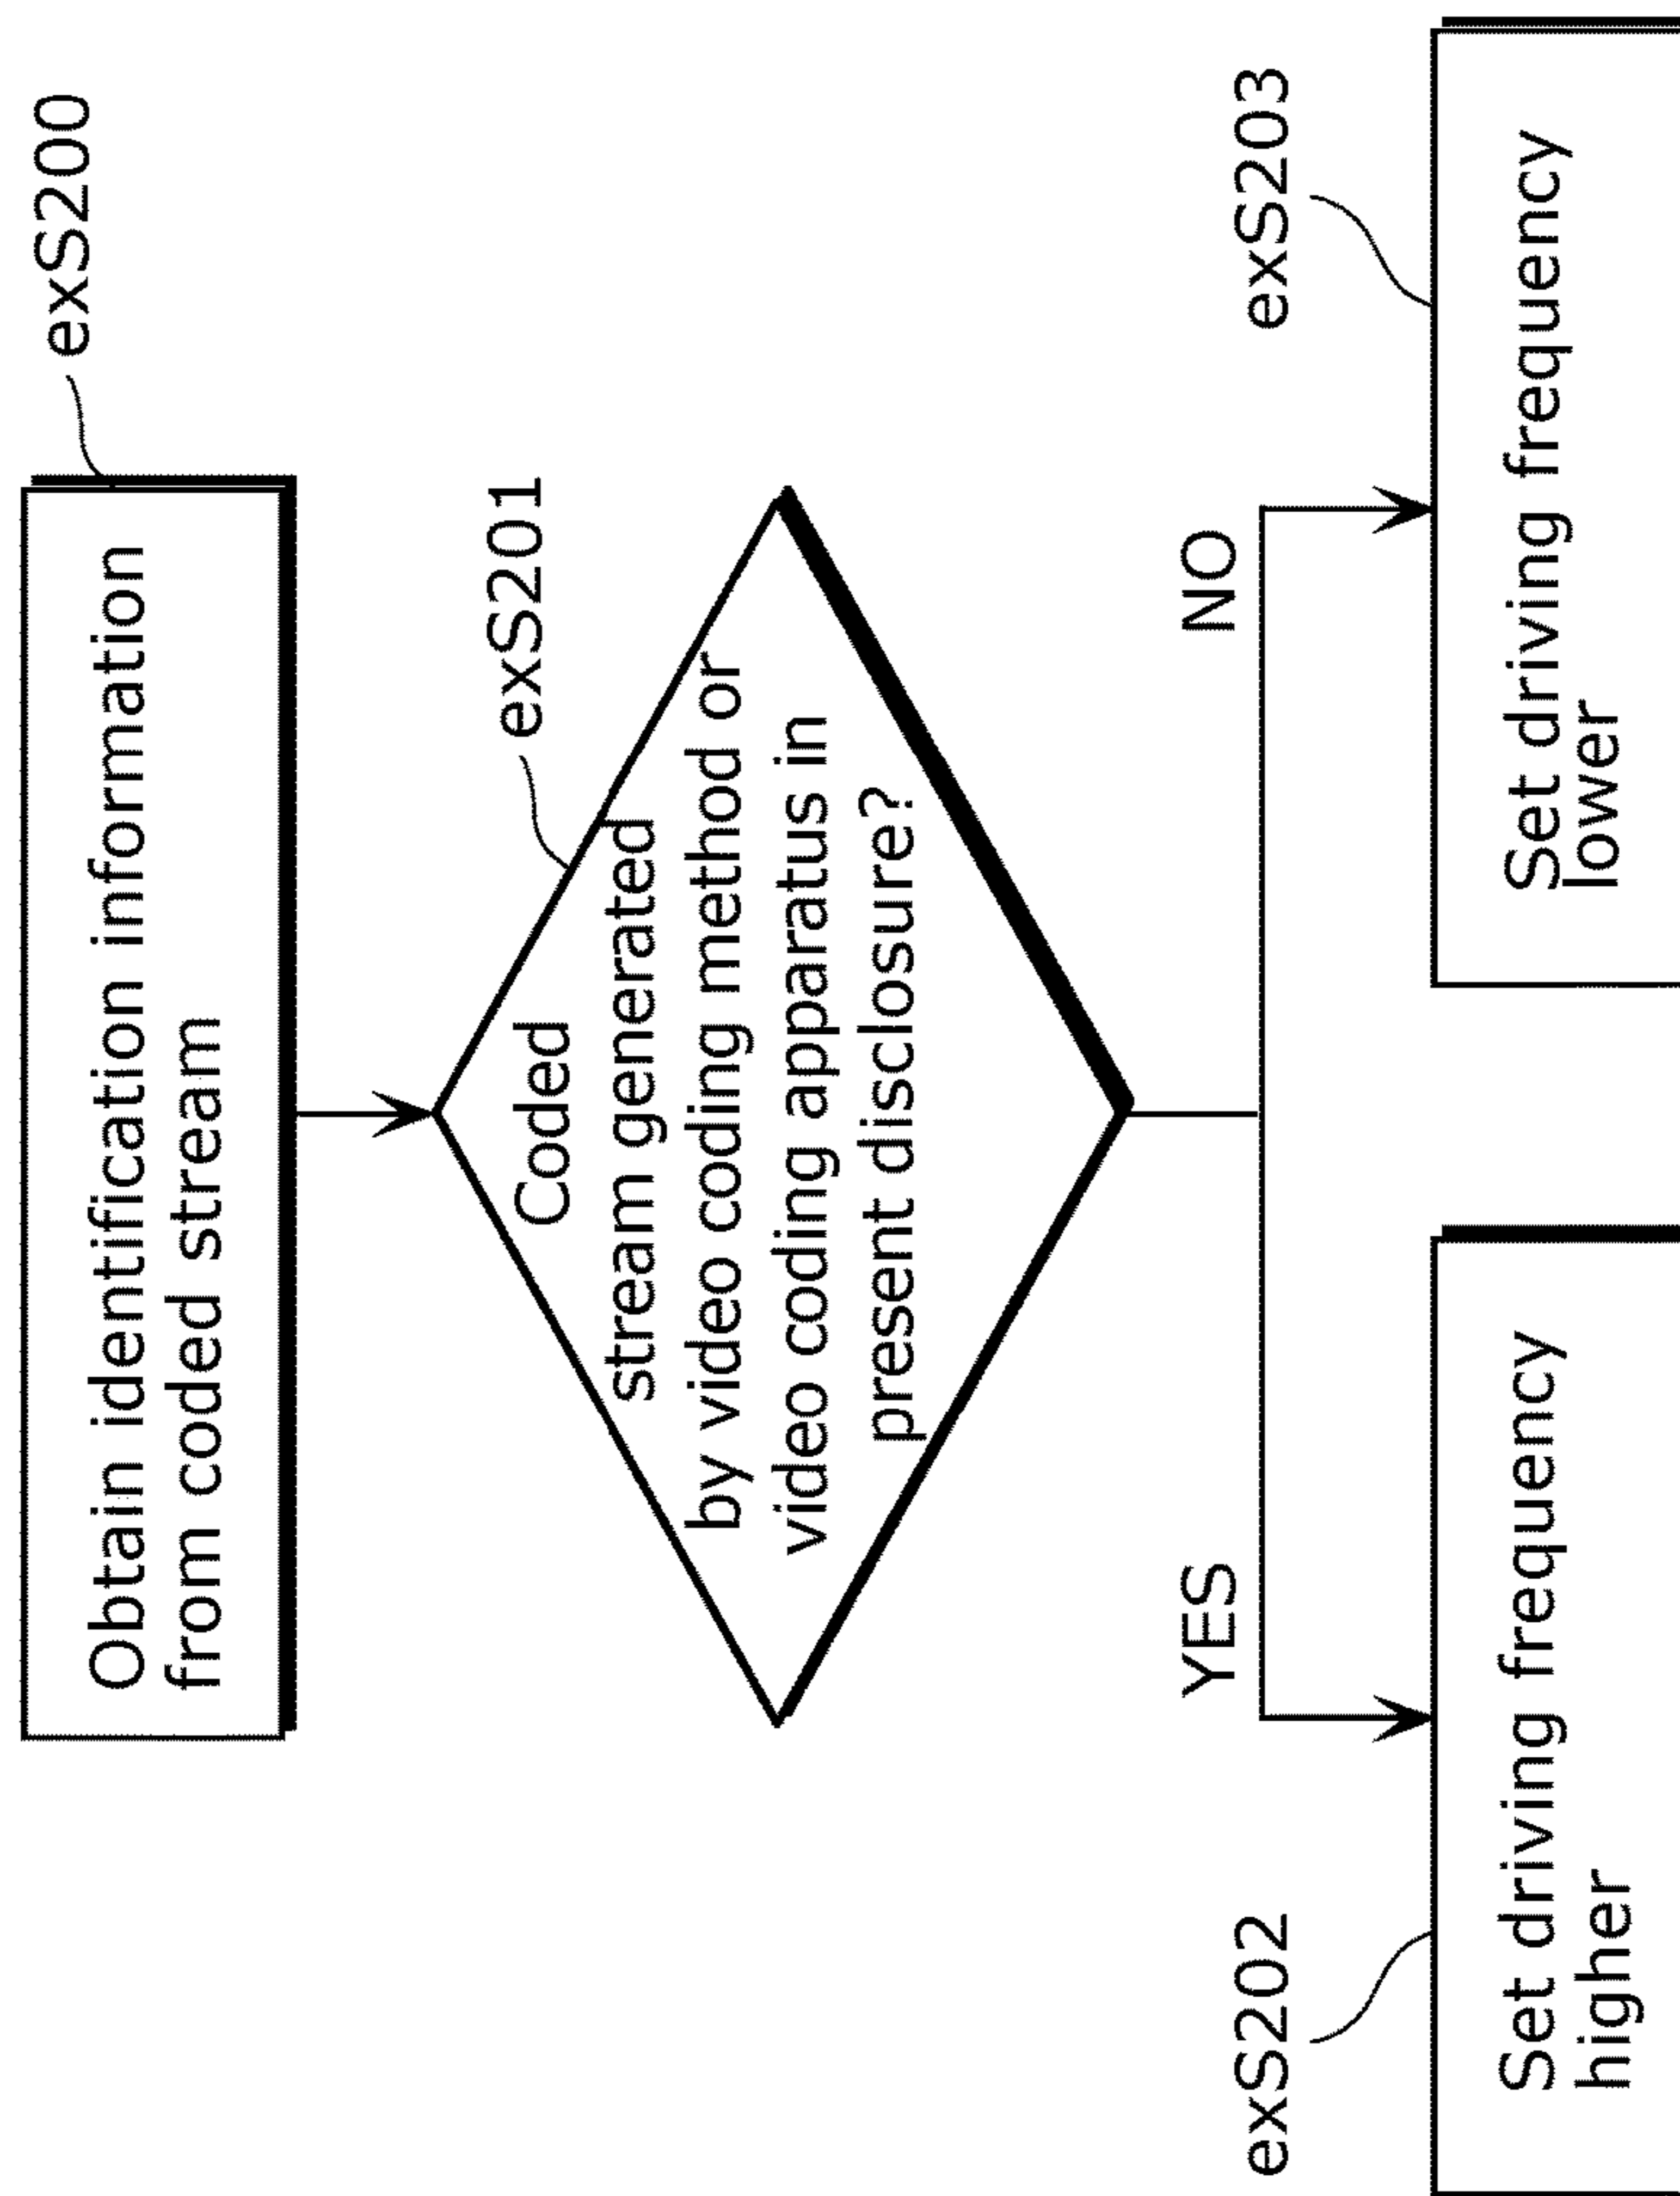 exS200
Obtain identification information
from coded stream
exS201
Coded
stream generated
by video coding method or
video coding apparatus in
present disclosure?
YES
NO
exS202
exS203
Set driving frequency
higher
Set driving frequency
lower